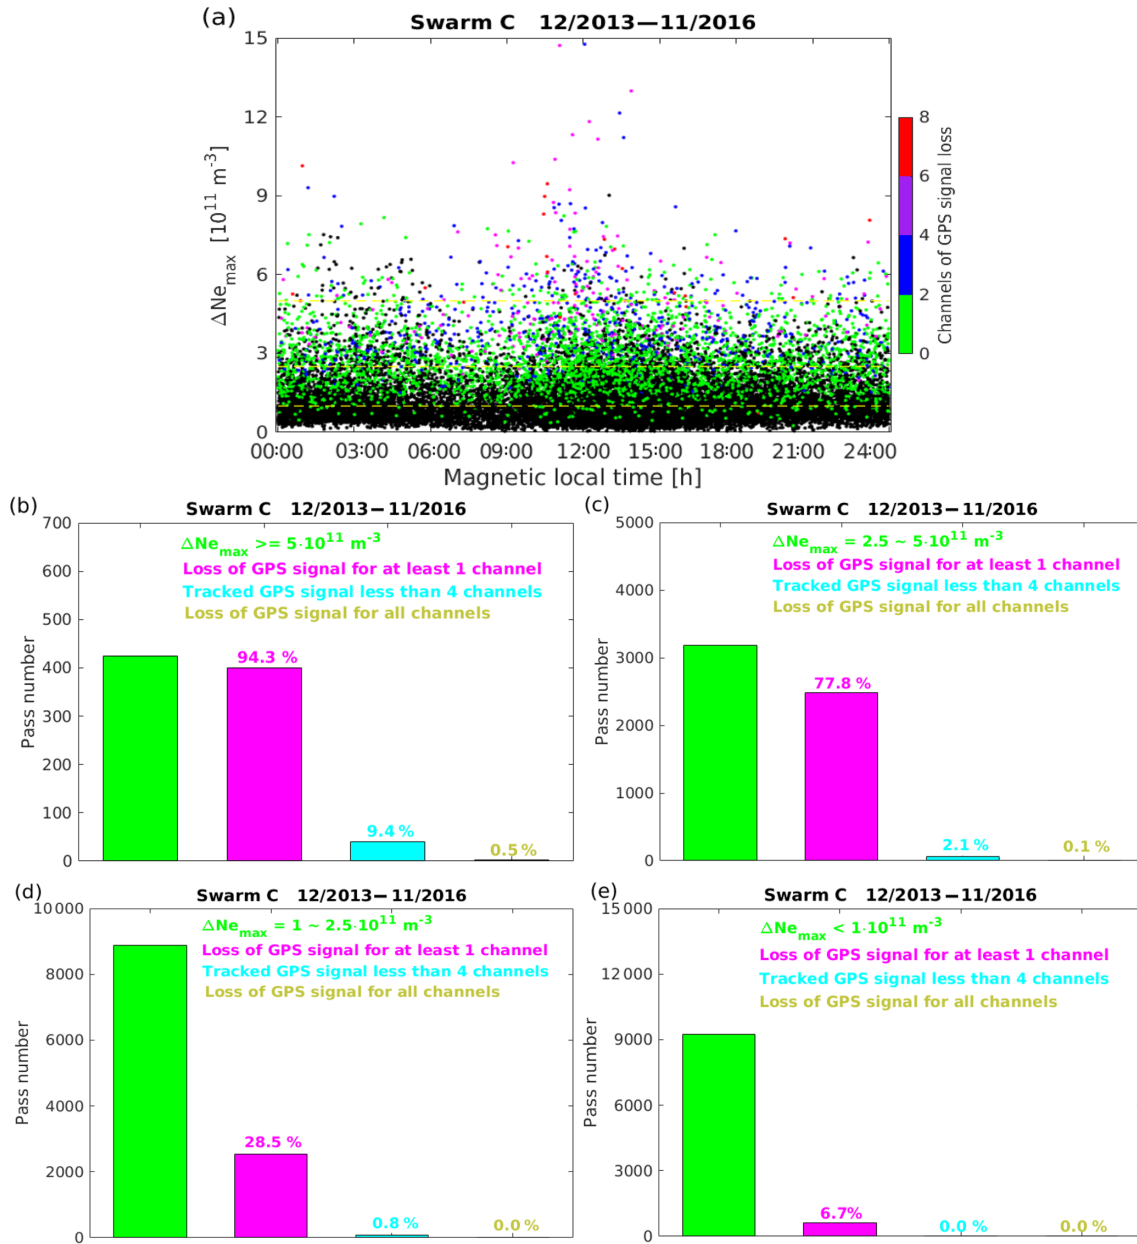 (a)
Swarm C 12/2013—11/2016
15
12
9
6
3
0
ΔNe_max [10^11 m^-3]
00:00 03:00 06:00 09:00 12:00 15:00 18:00 21:00 24:00
Magnetic local time [h]
8
6
4
2
0
Channels of GPS signal loss
(b)
Swarm C 12/2013−11/2016
700
600
500
400
300
200
100
0
Pass number
ΔNe_max >= 5·10^11 m^-3
Loss of GPS signal for at least 1 channel
Tracked GPS signal less than 4 channels
Loss of GPS signal for all channels
94.3 %
9.4 %
0.5 %
(c)
Swarm C 12/2013−11/2016
5000
4000
3000
2000
1000
0
Pass number
ΔNe_max = 2.5 ~ 5·10^11 m^-3
Loss of GPS signal for at least 1 channel
Tracked GPS signal less than 4 channels
Loss of GPS signal for all channels
77.8 %
2.1 %
0.1 %
(d)
Swarm C 12/2013−11/2016
10000
8000
6000
4000
2000
0
Pass number
ΔNe_max = 1 ~ 2.5·10^11 m^-3
Loss of GPS signal for at least 1 channel
Tracked GPS signal less than 4 channels
Loss of GPS signal for all channels
28.5 %
0.8 %
0.0 %
(e)
Swarm C 12/2013−11/2016
15000
12000
9000
6000
3000
0
Pass number
ΔNe_max < 1·10^11 m^-3
Loss of GPS signal for at least 1 channel
Tracked GPS signal less than 4 channels
Loss of GPS signal for all channels
6.7%
0.0 %
0.0 %